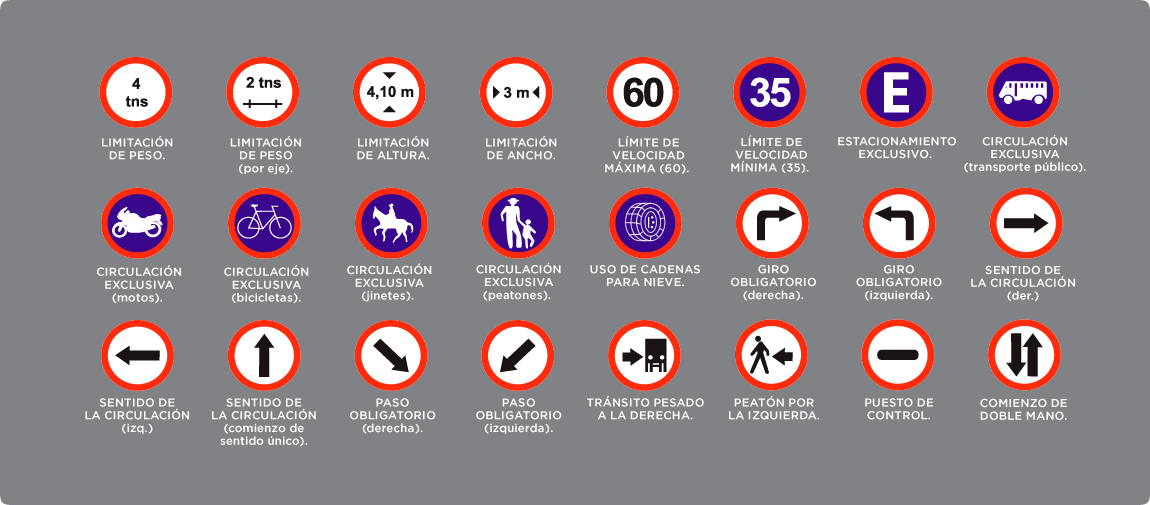 4
tns
LIMITACIÓN
DE PESO.
2 tns
LIMITACIÓN
DE PESO
(por eje).
4,10 m
LIMITACIÓN
DE ALTURA.
3 m
LIMITACIÓN
DE ANCHO.
60
LÍMITE DE
VELOCIDAD
MÁXIMA (60).
35
LÍMITE DE
VELOCIDAD
MÍNIMA (35).
E
ESTACIONAMIENTO
EXCLUSIVO.
CIRCULACIÓN
EXCLUSIVA
(transporte público).
CIRCULACIÓN
EXCLUSIVA
(motos).
CIRCULACIÓN
EXCLUSIVA
(bicicletas).
CIRCULACIÓN
EXCLUSIVA
(jinetes).
CIRCULACIÓN
EXCLUSIVA
(peatones).
USO DE CADENAS
PARA NIEVE.
GIRO
OBLIGATORIO
(derecha).
GIRO
OBLIGATORIO
(izquierda).
SENTIDO DE
LA CIRCULACIÓN
(der.)
SENTIDO DE
LA CIRCULACIÓN
(izq.)
SENTIDO DE
LA CIRCULACIÓN
(comienzo de
sentido único).
PASO
OBLIGATORIO
(derecha).
PASO
OBLIGATORIO
(izquierda).
TRÁNSITO PESADO
A LA DERECHA.
PEATÓN POR
LA IZQUIERDA.
PUESTO DE
CONTROL.
COMIENZO DE
DOBLE MANO.